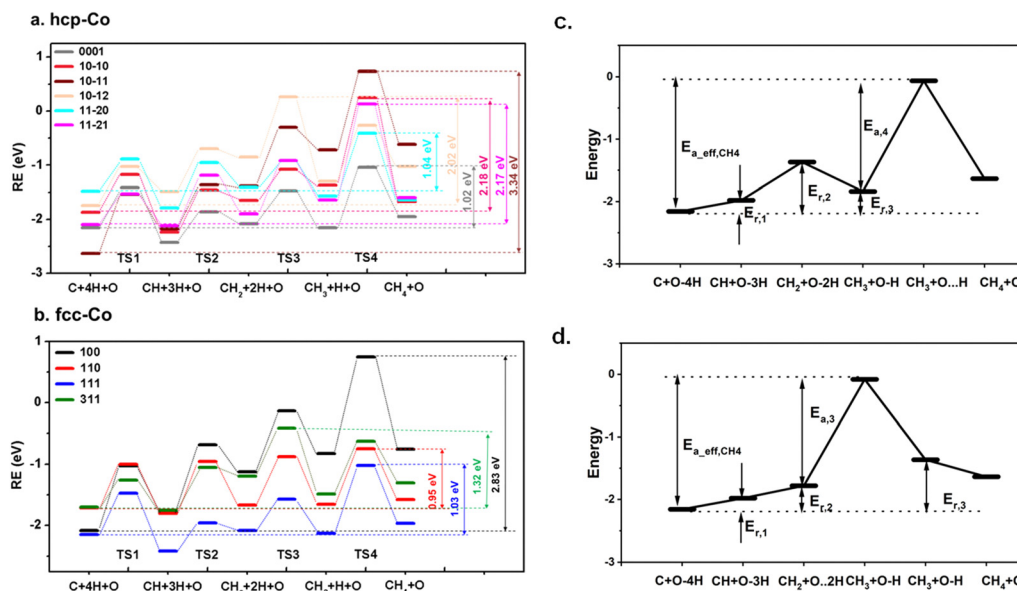 a. hcp-Co
RE (eV)
1
0
-1
-2
-3
0001
10-10
10-11
10-12
11-20
11-21
1.04 eV
2.02 eV
1.02 eV
2.18 eV
2.17 eV
3.34 eV
TS1 TS2 TS3 TS4
C+4H+O CH+3H+O CH2+2H+O CH3+H+O CH4+O
b. fcc-Co
RE (eV)
1
0
-1
-2
100
110
111
311
0.95 eV
1.03 eV
1.32 eV
2.83 eV
TS1 TS2 TS3 TS4
C+4H+O CH+3H+O
c.
Energy
0
-1
-2
-3
Ea_eff,CH4
Er,1
Er,2
Ea,4
Er,3
C+O-4H CH+O-3H CH2+O-2H CH3+O-H CH3+O...H CH4+O
d.
Energy
0
-1
-2
-3
Ea_eff,CH4
Er,1
Ea,3
Er,2
Er,3
C+O-4H CH+O-3H CH2+O..2H CH3+O-H CH3+O-H CH4+O